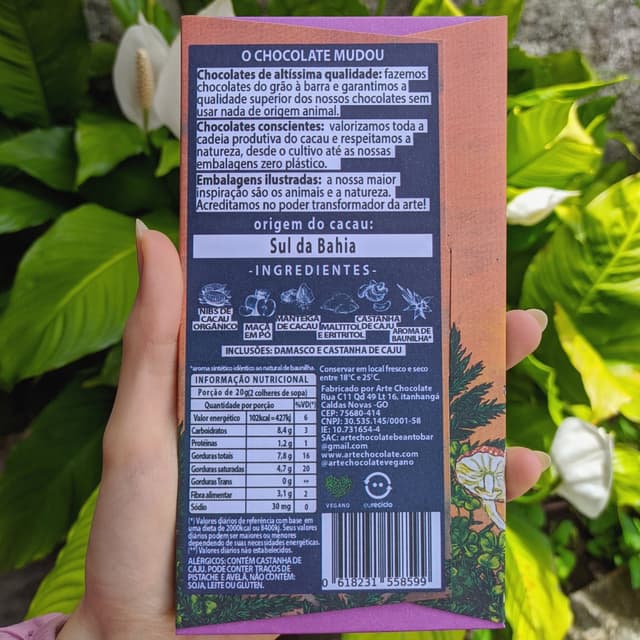 O CHOCOLATE MUDOU
Chocolates de altíssima qualidade: fazemos
chocolates do grão à barra e garantimos a
qualidade superior dos nossos chocolates sem
usar nada de origem animal.
Chocolates conscientes: valorizamos toda a
cadeia produtiva do cacau e respeitamos a
natureza, desde o cultivo até as nossas
embalagens zero plástico.
Embalagens ilustradas: a nossa maior
inspiração são os animais e a natureza.
Acreditamos no poder transformador da arte!
origem do cacau:
Sul da Bahia
-INGREDIENTES-
NIBS DE
CACAU
ORGÂNICO
MAÇÃ
EM PÓ
MANTEIGA
DE CACAU
MALTITOL
E ERITRITOL
CASTANHA
DE CAJU
AROMA DE
BAUNILHA*
INCLUSÕES: DAMASCO E CASTANHA DE CAJU
*aroma sintético idêntico ao natural de baunilha.
INFORMAÇÃO NUTRICIONAL
Porção de 20g(2 colheres de sopa)
Quantidade por porção %VD(*)
Valor energético 102kcal=427kj 6
Carboidratos 8,4 g 3
Protéinas 1,2 g 1
Gorduras totais 7,8 g 16
Gorduras saturadas 4,7 g 20
Gorduras Trans 0 g **
Fibra alimentar 3,1 g 2
Sódio 30 mg 0
(*) Valores diários de referência com base em
uma dieta de 2000kcal ou 8400kj. Seus valores
diários podem ser maiores ou menores
dependendo de suas necessidades energéticas.
(**) Valores diários não estabelecidos.
ALÉRGICOS: CONTÉM CASTANHA DE
CAJU. PODE CONTER TRAÇOS DE
PISTACHE E AVELÃ. NÃO CONTÉM:
SOJA, LEITE OU GLÚTEN.
Conservar em local fresco e seco
entre 18°C e 25°C.
Fabricado por Arte Chocolate
Rua C11 Qd 49 Lt 16, itanhangá
Caldas Novas -GO
CEP: 75680-414
CNPJ: 30.535.145/0001-58
IE: 10.731654-4
SAC: artechocolatebeantobar
@gmail.com
www.artechocolate.com
@artechocolatevegano
VEGANO
eureciclo
0 618231 558599